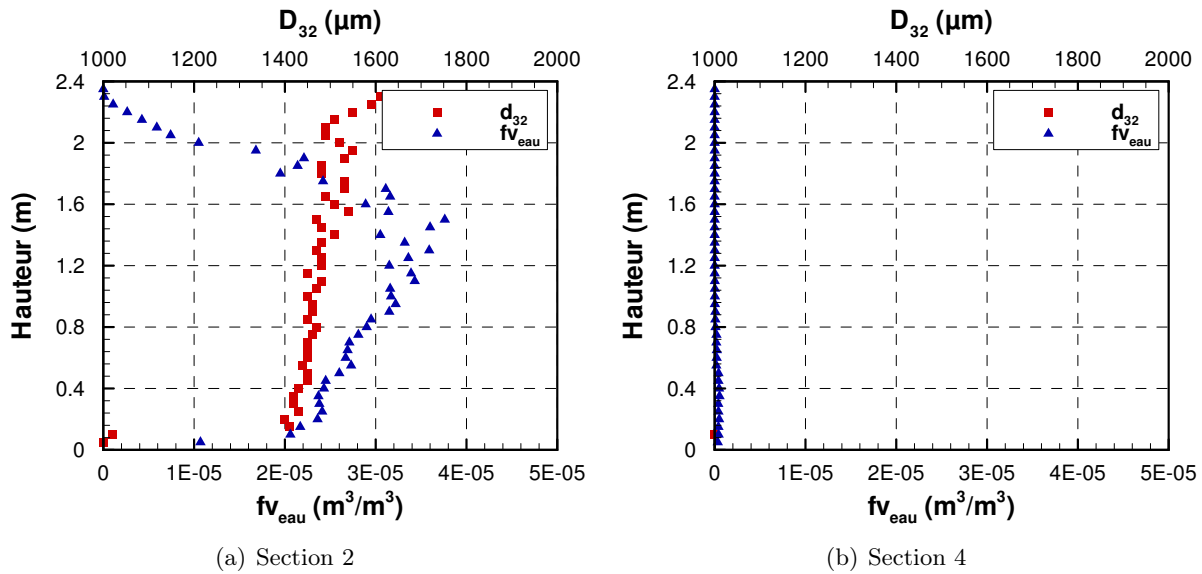 D32 (µm)
1000 1200 1400 1600 1800 2000
2.4
2
1.6
1.2
0.8
0.4
0
Hauteur (m)
d32
fveau
0 1E-05 2E-05 3E-05 4E-05 5E-05
fveau (m3/m3)
(a) Section 2
D32 (µm)
1000 1200 1400 1600 1800 2000
2.4
2
1.6
1.2
0.8
0.4
0
Hauteur (m)
d32
fveau
0 1E-05 2E-05 3E-05 4E-05 5E-05
fveau (m3/m3)
(b) Section 4